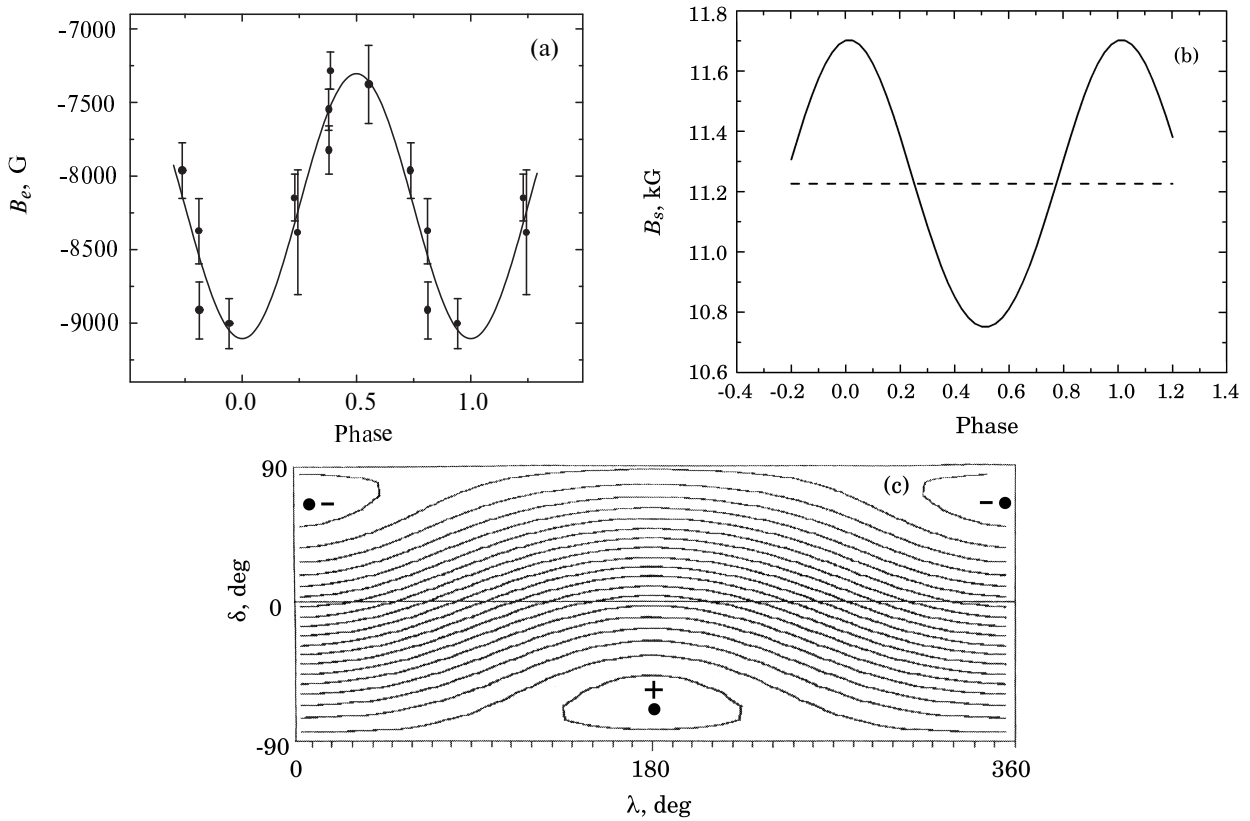 (a)
B_e, G
-7000
-7500
-8000
-8500
-9000
0.0 0.5 1.0
Phase
(b)
B_s, kG
11.8
11.6
11.4
11.2
11.0
10.8
10.6
-0.4 -0.2 0.0 0.2 0.4 0.6 0.8 1.0 1.2 1.4
Phase
(c)
δ, deg
90
0
-90
−
−
+
0 180 360
λ, deg